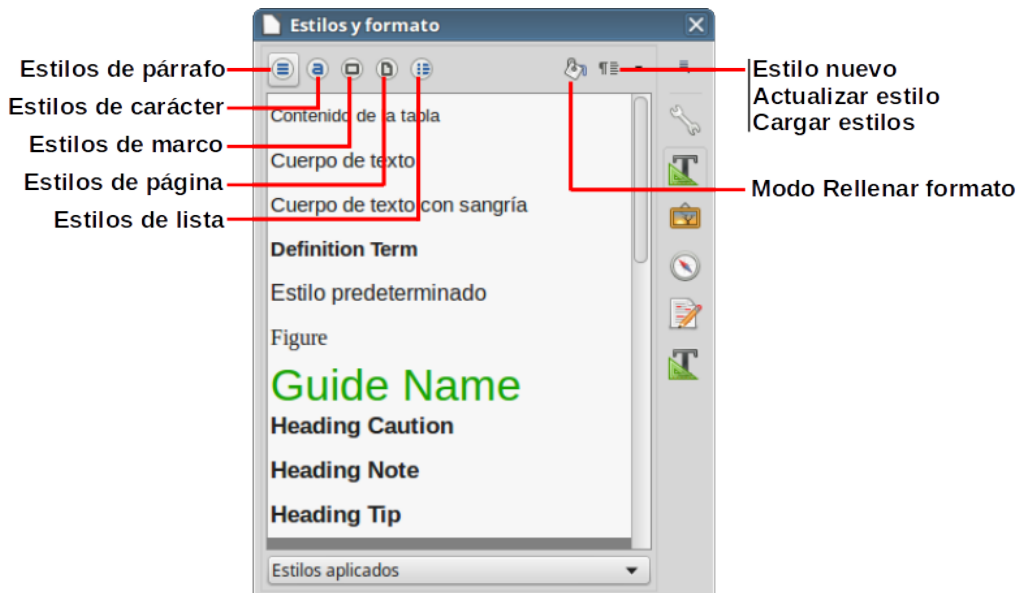 Estilos y formato
Estilos de párrafo
Estilos de carácter
Estilos de marco
Estilos de página
Estilos de lista
Estilo nuevo
Actualizar estilo
Cargar estilos
Modo Rellenar formato
Contenido de la tabla
Cuerpo de texto
Cuerpo de texto con sangría
Definition Term
Estilo predeterminado
Figure
Guide Name
Heading Caution
Heading Note
Heading Tip
Estilos aplicados